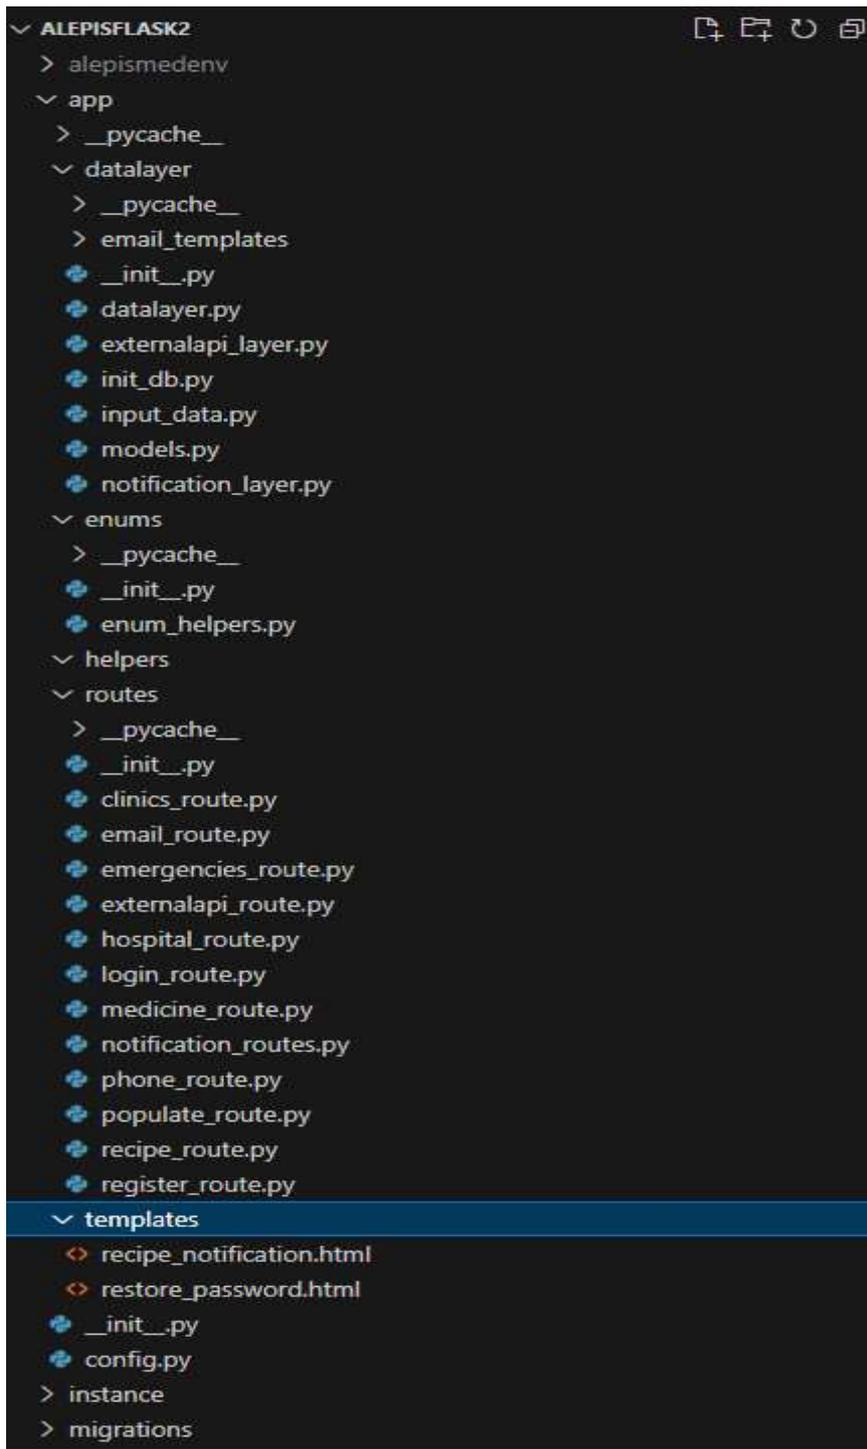 ALEPISFLASK2
alepismedenv
app
__pycache__
datalayer
__pycache__
email_templates
__init__.py
datalayer.py
externalapi_layer.py
init_db.py
input_data.py
models.py
notification_layer.py
enums
__pycache__
__init__.py
enum_helpers.py
helpers
routes
__pycache__
__init__.py
clinics_route.py
email_route.py
emergencies_route.py
externalapi_route.py
hospital_route.py
login_route.py
medicine_route.py
notification_routes.py
phone_route.py
populate_route.py
recipe_route.py
register_route.py
templates
recipe_notification.html
restore_password.html
__init__.py
config.py
instance
migrations